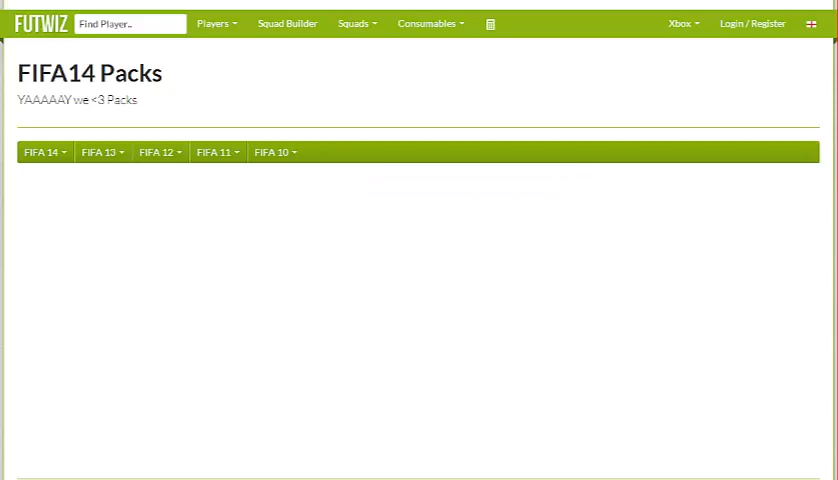 FUTWIZ Find Player.. Players Squad Builder Squads Consumables Xbox Login / Register
FIFA14 Packs
YAAAAAY we <3 Packs
FIFA 14 FIFA 13 FIFA 12 FIFA 11 FIFA 10